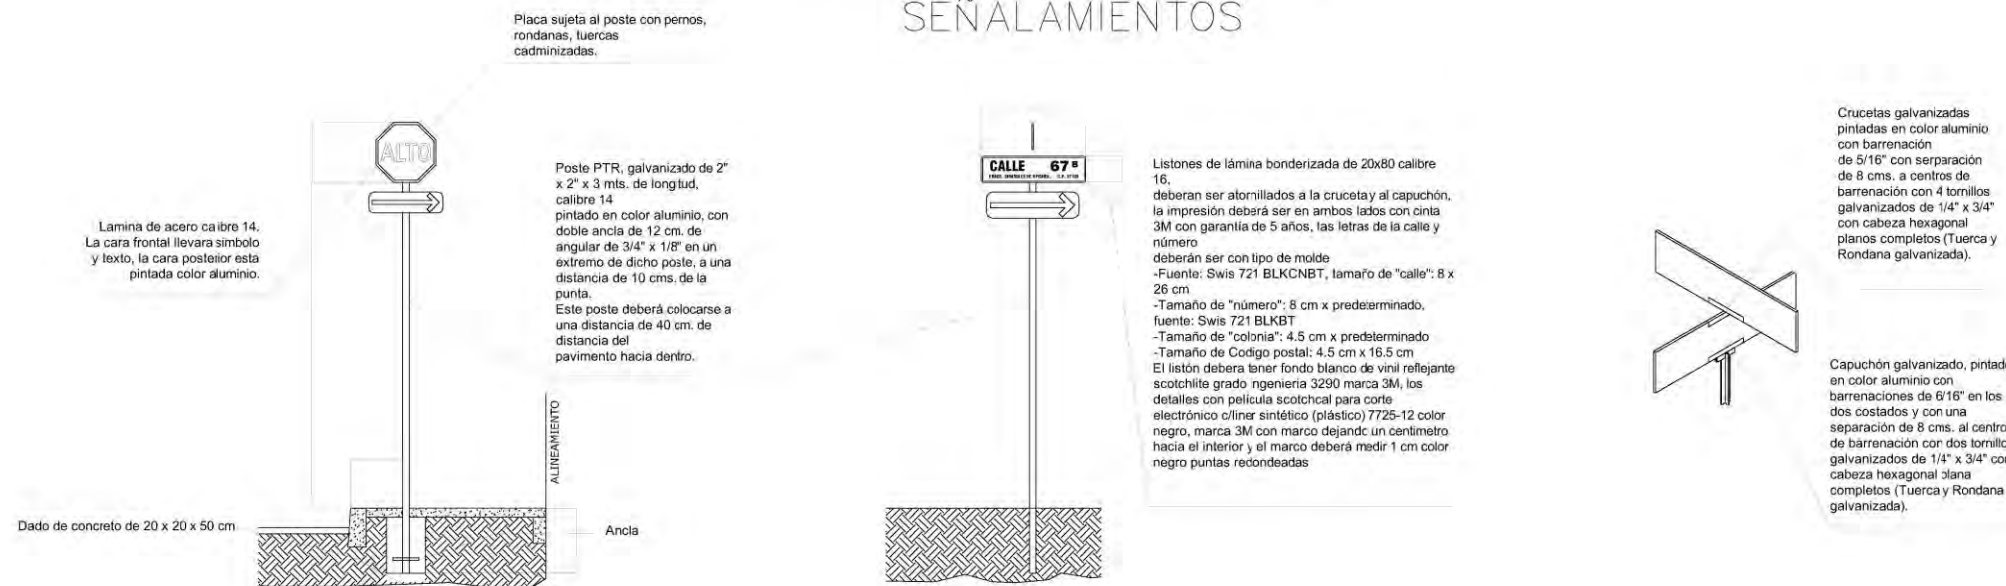 SEÑALAMIENTOS
Placa sujeta al poste con pernos,
rondanas, tuercas
cadminizadas.
ALTO
Lamina de acero calibre 14.
La cara frontal llevara simbolo
y texto, la cara posterior esta
pintada color aluminio.
Poste PTR, galvanizado de 2"
x 2" x 3 mts. de longitud,
calibre 14
pintado en color aluminio, con
doble ancla de 12 cm. de
angular de 3/4" x 1/8" en un
extremo de dicho poste, a una
distancia de 10 cms. de la
punta.
Este poste deberá colocarse a
una distancia de 40 cm. de
distancia del
pavimento hacia dentro.
ALINEAMIENTO
Dado de concreto de 20 x 20 x 50 cm
Ancla
CALLE 67 B
Listones de lámina bonderizada de 20x80 calibre
16,
deberan ser atornillados a la cruceta y al capuchón,
la impresión deberá ser en ambos lados con cinta
3M con garantía de 5 años, las letras de la calle y
número
deberán ser con tipo de molde
-Fuente: Swis 721 BLKCNBT, tamaño de "calle": 8 x
26 cm
-Tamaño de "número": 8 cm x predeterminado,
fuente: Swis 721 BLKBT
-Tamaño de "colonia": 4.5 cm x predeterminado
-Tamaño de Codigo postal: 4.5 cm x 16.5 cm
El listón debera tener fondo blanco de vinil reflejante
scotchlite grado ingenieria 3290 marca 3M, los
detalles con película scotchcal para corte
electrónico c/liner sintético (plástico) 7725-12 color
negro, marca 3M con marco dejando un centimetro
hacia el interior y el marco deberá medir 1 cm color
negro puntas redondeadas
Crucetas galvanizadas
pintadas en color aluminio
con barrenación
de 5/16" con serparación
de 8 cms. a centros de
barrenación con 4 tornillos
galvanizados de 1/4" x 3/4"
con cabeza hexagonal
planos completos (Tuerca y
Rondana galvanizada).
Capuchón galvanizado, pintado
en color aluminio con
barrenaciones de 6/16" en los
dos costados y con una
separación de 8 cms. al centro
de barrenación con dos tornillo
galvanizados de 1/4" x 3/4" con
cabeza hexagonal plana
completos (Tuerca y Rondana
galvanizada).